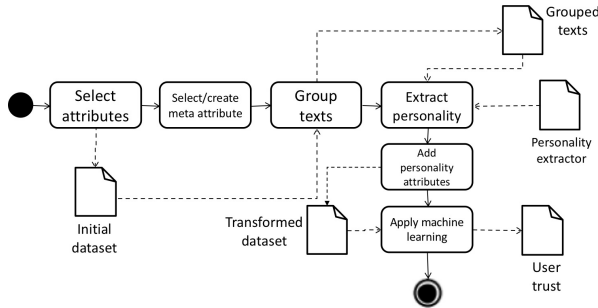 Grouped
texts
Select
attributes
Select/create
meta attribute
Group
texts
Extract
personality
Personality
extractor
Add
personality
attributes
Initial
dataset
Transformed
dataset
Apply machine
learning
User
trust